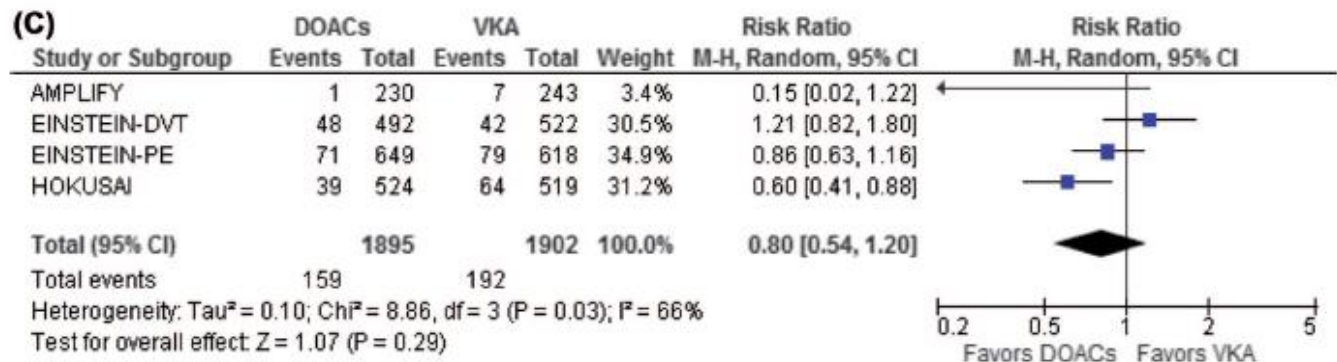 (C) DOACs VKA Risk Ratio Risk Ratio
Study or Subgroup Events Total Events Total Weight M-H, Random, 95% CI M-H, Random, 95% CI
AMPLIFY 1 230 7 243 3.4% 0.15 [0.02, 1.22]
EINSTEIN-DVT 48 492 42 522 30.5% 1.21 [0.82, 1.80]
EINSTEIN-PE 71 649 79 618 34.9% 0.86 [0.63, 1.16]
HOKUSAI 39 524 64 519 31.2% 0.60 [0.41, 0.88]
Total (95% CI) 1895 1902 100.0% 0.80 [0.54, 1.20]
Total events 159 192
Heterogeneity: Tau² = 0.10; Chi² = 8.86, df = 3 (P = 0.03); I² = 66%
Test for overall effect: Z = 1.07 (P = 0.29)
0.2 0.5 1 2 5
Favors DOACs Favors VKA